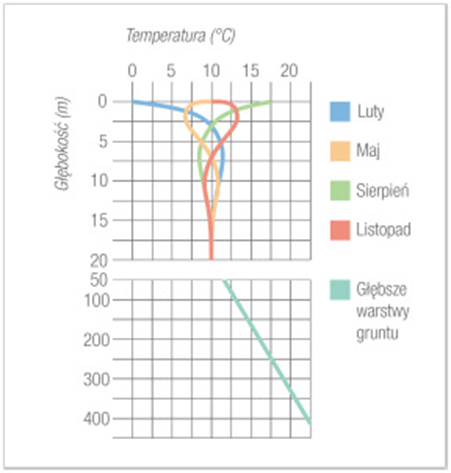 Temperatura (°C)
0 5 10 15 20
Głębokość (m)
0
5
10
15
20
50
100
200
300
400
Luty
Maj
Sierpień
Listopad
Głębsze
warstwy
gruntu